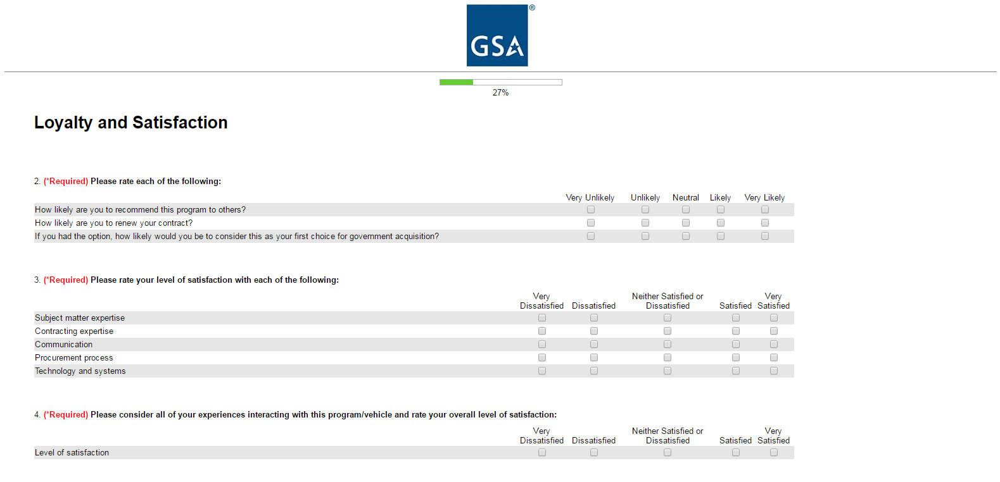 GSA®
27%
Loyalty and Satisfaction
2. (*Required) Please rate each of the following:
Very Unlikely Unlikely Neutral Likely Very Likely
How likely are you to recommend this program to others?
How likely are you to renew your contract?
If you had the option, how likely would you be to consider this as your first choice for government acquisition?
3. (*Required) Please rate your level of satisfaction with each of the following:
Very Dissatisfied Dissatisfied Neither Satisfied or Dissatisfied Satisfied Very Satisfied
Subject matter expertise
Contracting expertise
Communication
Procurement process
Technology and systems
4. (*Required) Please consider all of your experiences interacting with this program/vehicle and rate your overall level of satisfaction:
Very Dissatisfied Dissatisfied Neither Satisfied or Dissatisfied Satisfied Very Satisfied
Level of satisfaction